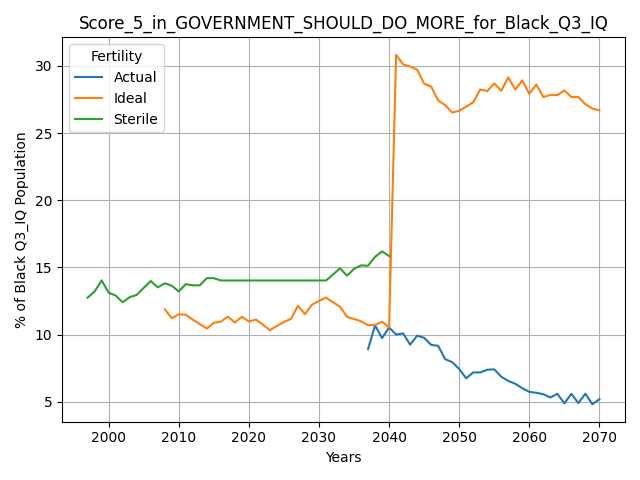 Score_5_in_GOVERNMENT_SHOULD_DO_MORE_for_Black_Q3_IQ
Fertility
Actual
Ideal
Sterile
% of Black Q3_IQ Population
30
25
20
15
10
5
2000 2010 2020 2030 2040 2050 2060 2070
Years